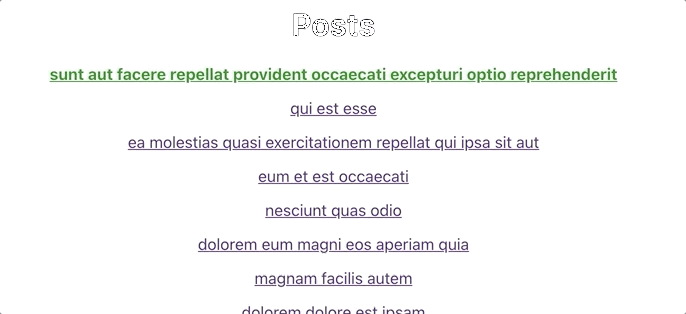 Posts
sunt aut facere repellat provident occaecati excepturi optio reprehenderit
qui est esse
ea molestias quasi exercitationem repellat qui ipsa sit aut
eum et est occaecati
nesciunt quas odio
dolorem eum magni eos aperiam quia
magnam facilis autem
dolorem dolore est ipsam